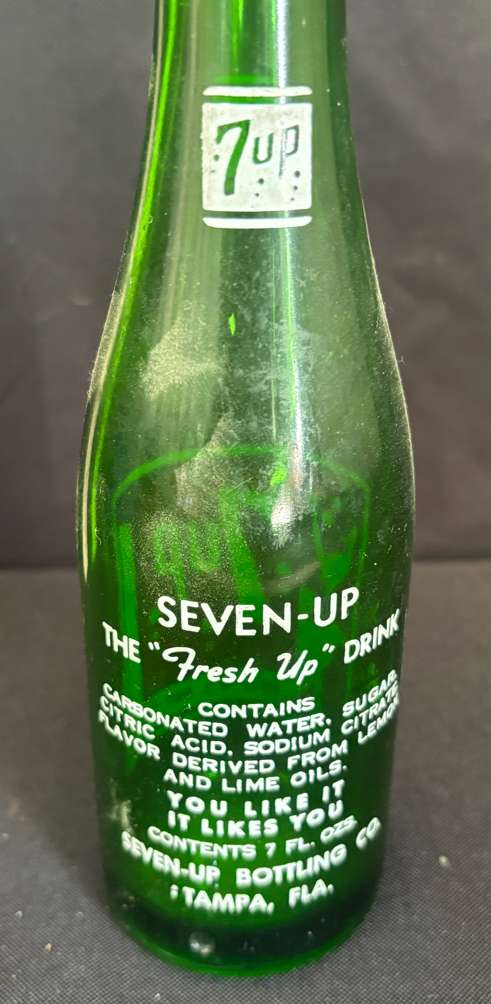 7up
SEVEN-UP
THE "Fresh Up" DRINK
CONTAINS
CARBONATED WATER, SUGAR,
CITRIC ACID, SODIUM CITRATE
FLAVOR DERIVED FROM LEMON
AND LIME OILS.
YOU LIKE IT
IT LIKES YOU
CONTENTS 7 FL. OZS.
SEVEN-UP BOTTLING CO.
TAMPA, FLA.